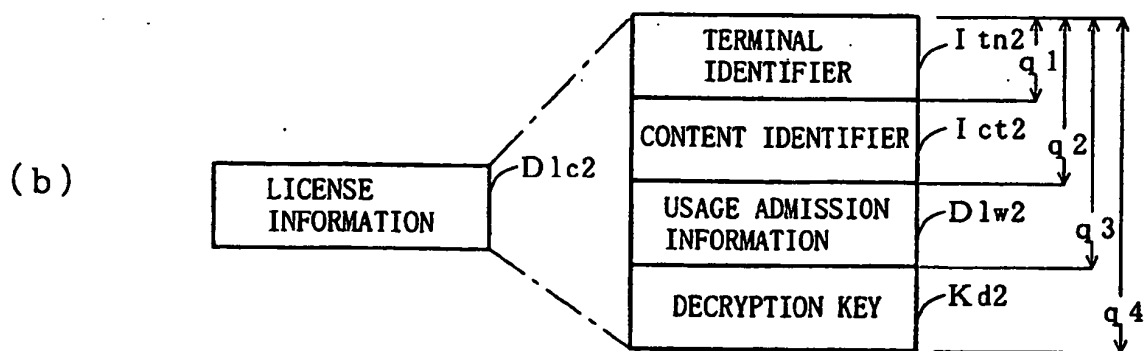 (b)
LICENSE
INFORMATION
Dlc2
TERMINAL
IDENTIFIER
Itn2
CONTENT IDENTIFIER
Ict2
USAGE ADMISSION
INFORMATION
Dlw2
DECRYPTION KEY
Kd2
q1
q2
q3
q4